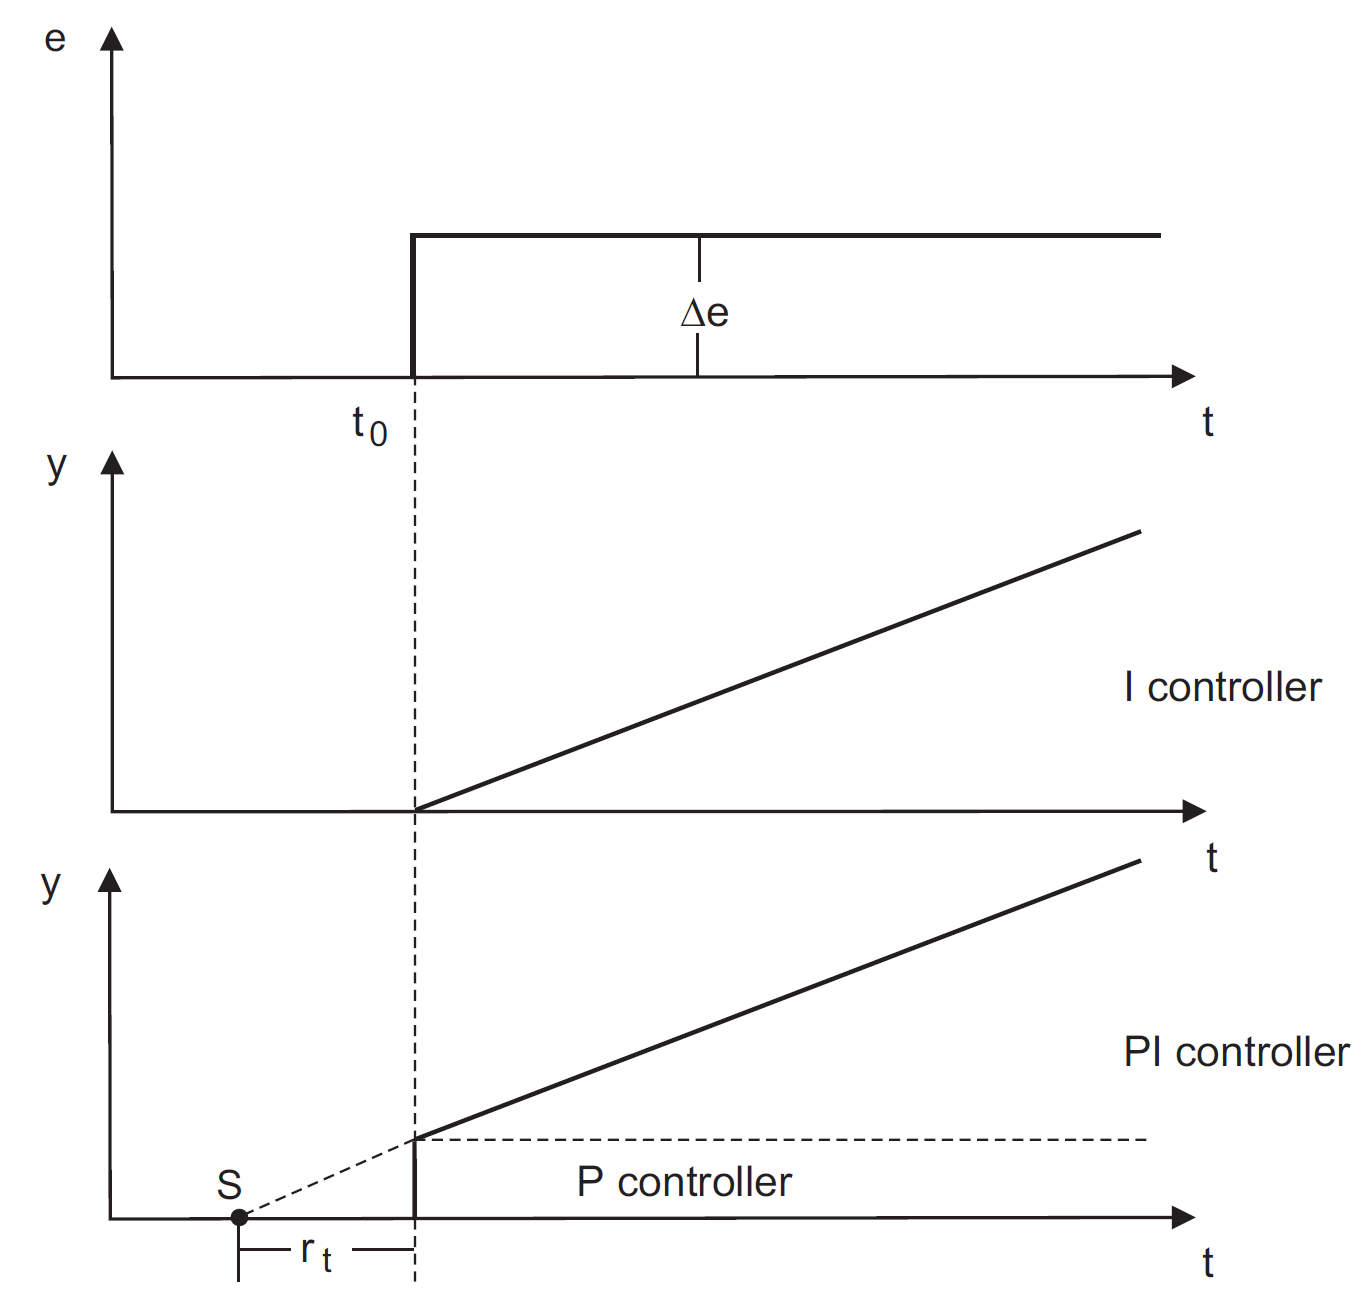 e
Δe
t0
t
y
I controller
t
y
PI controller
S
P controller
rt
t